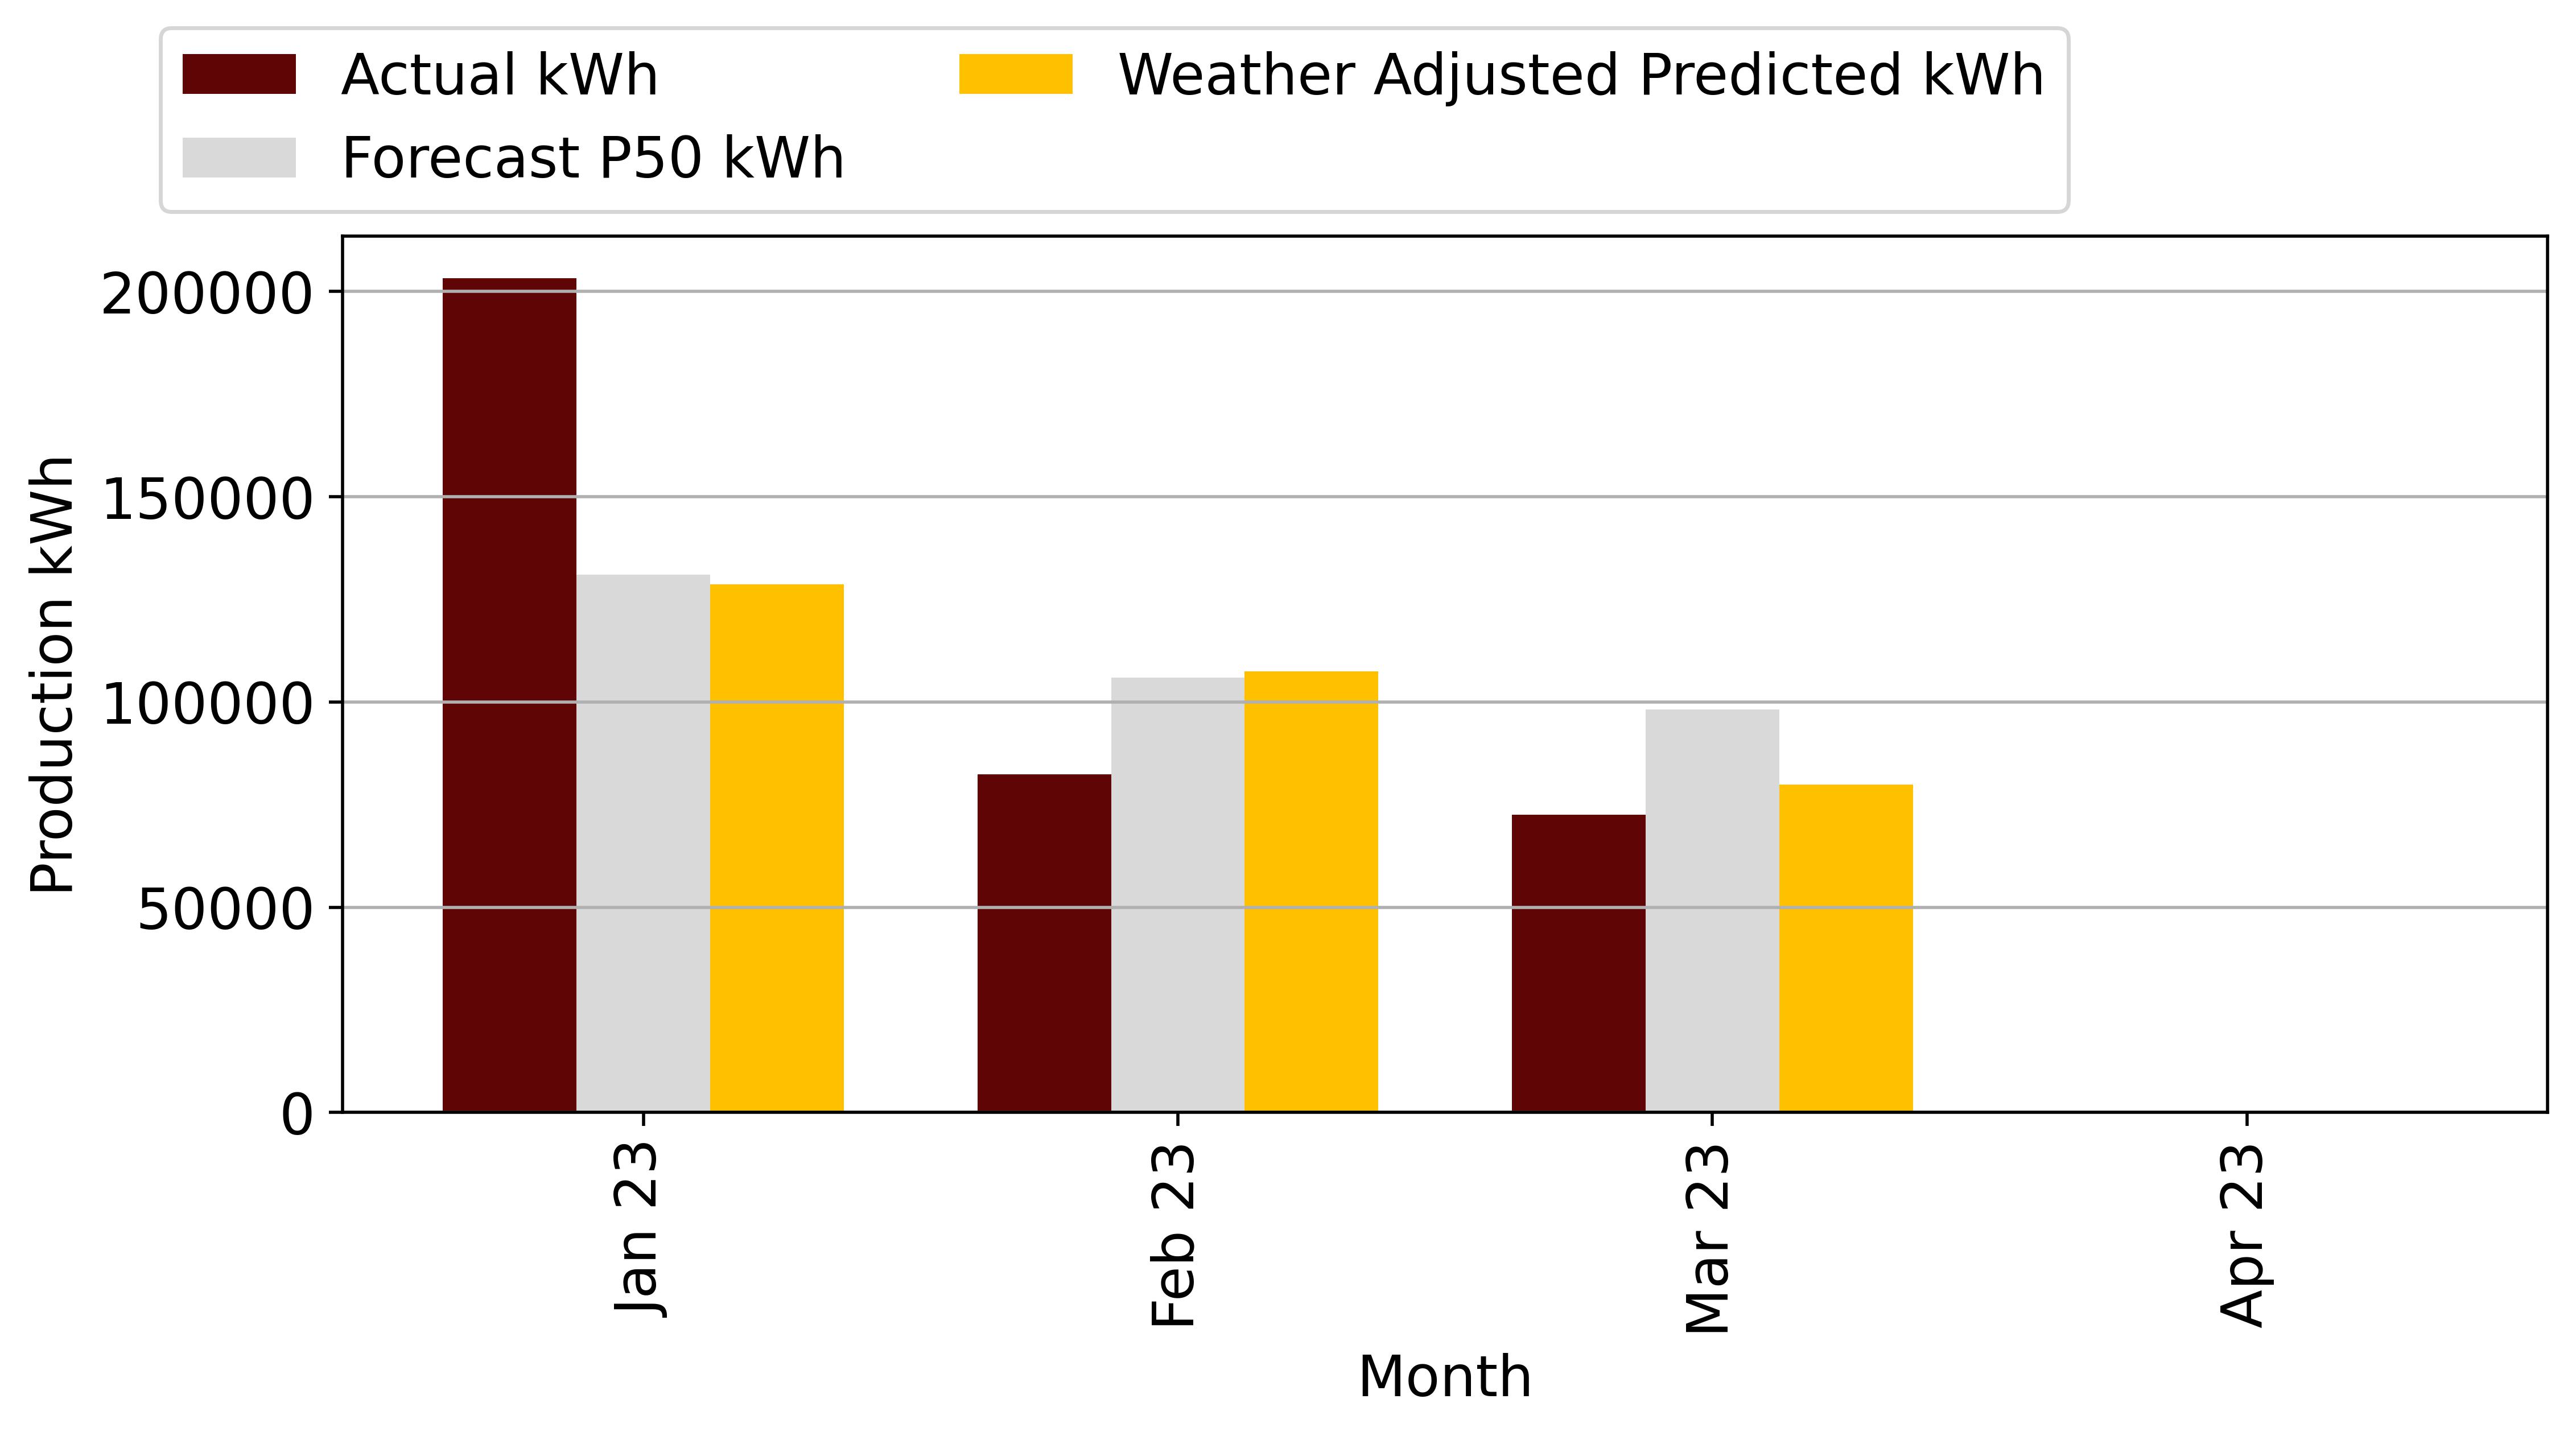 Actual kWh
Forecast P50 kWh
Weather Adjusted Predicted kWh
Production kWh
200000
150000
100000
50000
0
Jan 23
Feb 23
Mar 23
Apr 23
Month